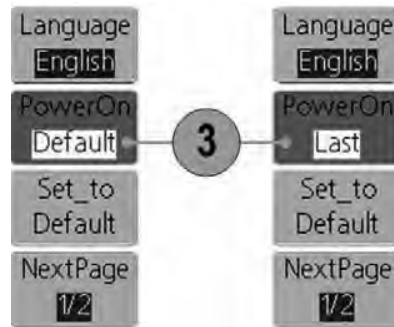 Language
English
PowerOn
Default
Set_to
Default
NextPage
1/2
3
Language
English
PowerOn
Last
Set_to
Default
NextPage
1/2